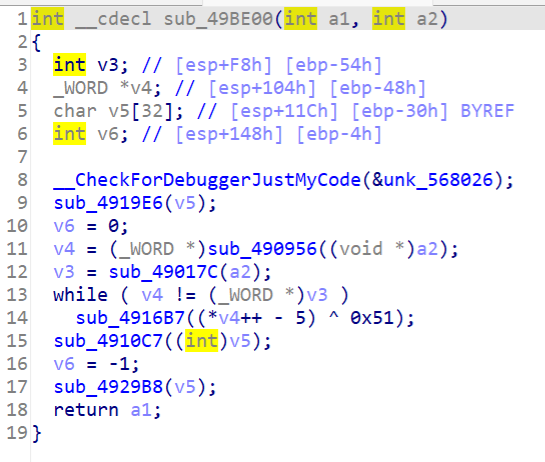 1 int __cdecl sub_49BE00(int a1, int a2)
2 {
3   int v3; // [esp+F8h] [ebp-54h]
4   _WORD *v4; // [esp+104h] [ebp-48h]
5   char v5[32]; // [esp+11Ch] [ebp-30h] BYREF
6   int v6; // [esp+148h] [ebp-4h]
7
8   __CheckForDebuggerJustMyCode(&unk_568026);
9   sub_4919E6(v5);
10   v6 = 0;
11   v4 = (_WORD *)sub_490956((void *)a2);
12   v3 = sub_49017C(a2);
13   while ( v4 != (_WORD *)v3 )
14     sub_4916B7((*v4++ - 5) ^ 0x51);
15   sub_4910C7((int)v5);
16   v6 = -1;
17   sub_4929B8(v5);
18   return a1;
19 }